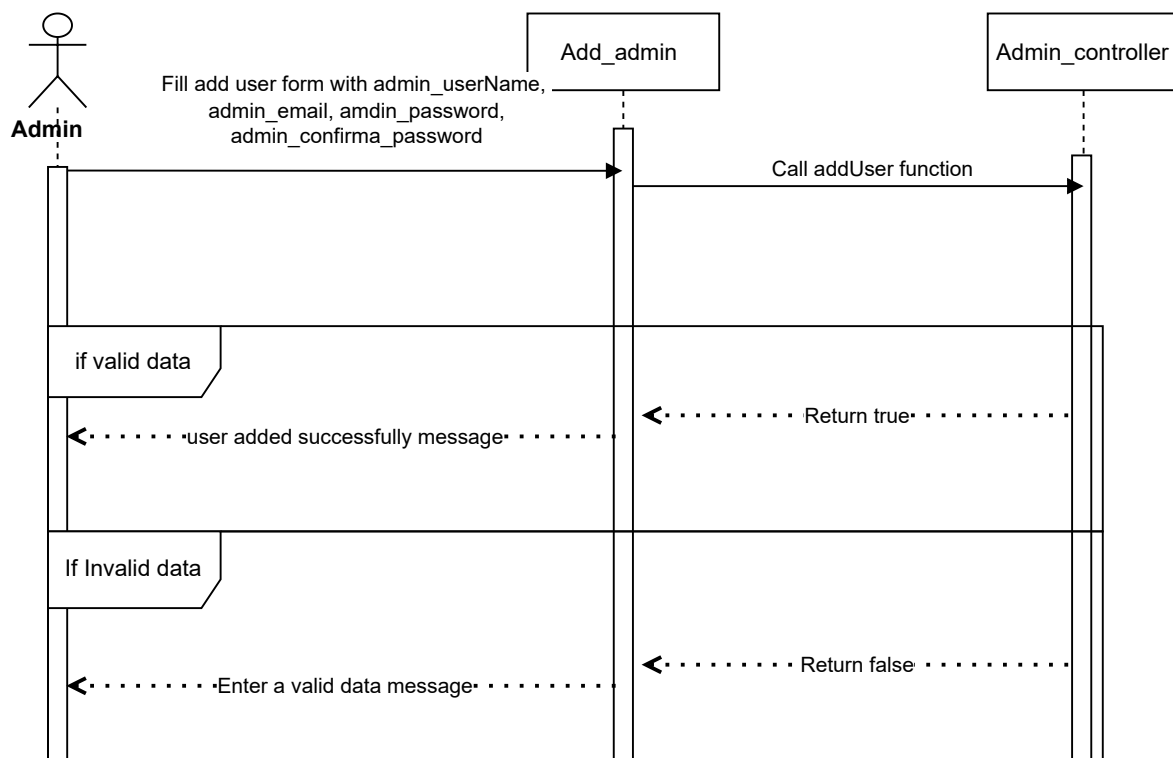 Add_admin
Admin_controller
Fill add user form with admin_userName,
admin_email, amdin_password,
admin_confirma_password
Admin
Call addUser function
if valid data
Return true
user added successfully message
If Invalid data
Return false
Enter a valid data message